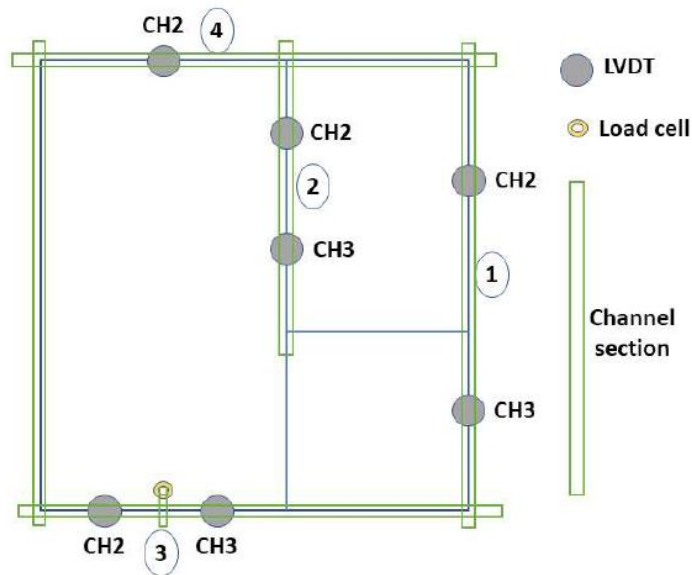 CH2
4
LVDT
CH2
Load cell
2
CH2
CH3
1
Channel
section
CH3
CH2
3
CH3